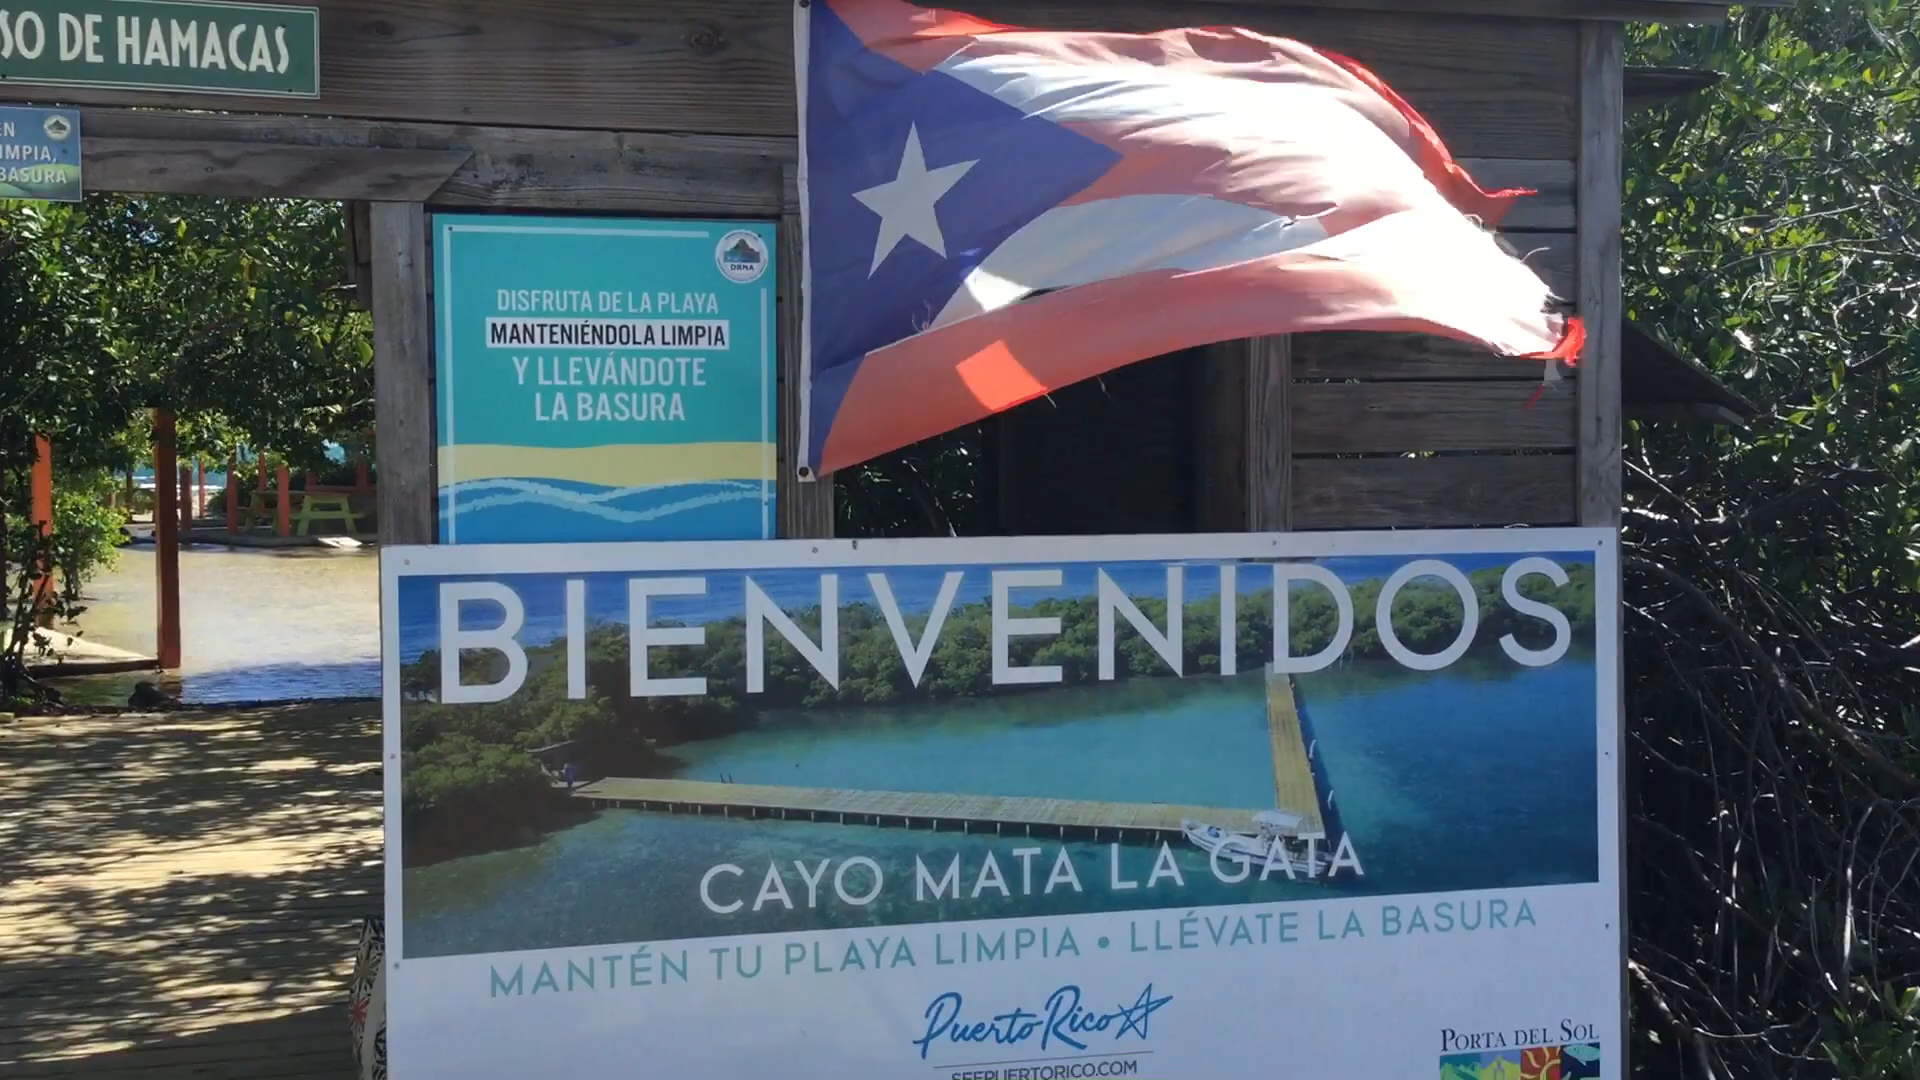 SO DE HAMACAS
EN
IMPIA,
BASURA
DRNA
DISFRUTA DE LA PLAYA
MANTENIÉNDOLA LIMPIA
Y LLEVÁNDOTE
LA BASURA
BIENVENIDOS
CAYO MATA LA GATA
MANTÉN TU PLAYA LIMPIA • LLÉVATE LA BASURA
Puerto Rico
SEEPUERTORICO.COM
PORTA DEL SOL